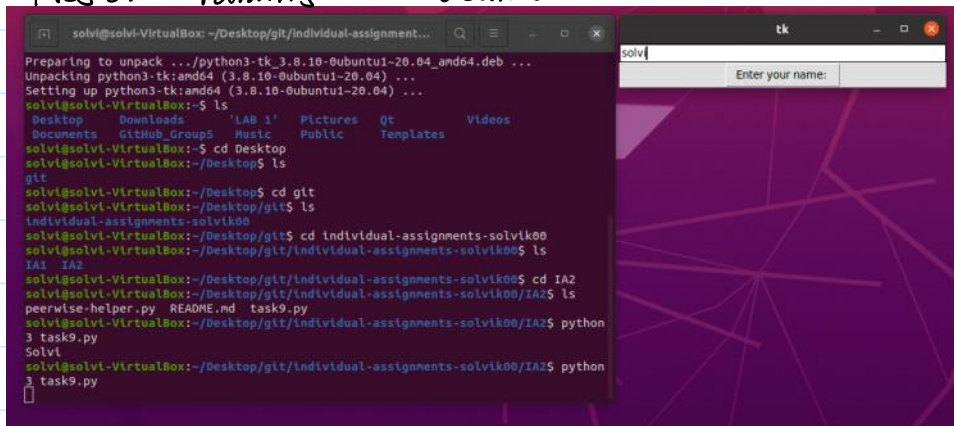 solvi@solvi-VirtualBox: ~/Desktop/git/individual-assignment...
Preparing to unpack .../python3-tk_3.8.10-0ubuntu1~20.04_amd64.deb ...
Unpacking python3-tk:amd64 (3.8.10-0ubuntu1~20.04) ...
Setting up python3-tk:amd64 (3.8.10-0ubuntu1~20.04) ...
solvi@solvi-VirtualBox:~$ ls
Desktop Downloads 'LAB 1' Pictures Qt Videos
Documents GitHub_Group5 Music Public Templates
solvi@solvi-VirtualBox:~$ cd Desktop
solvi@solvi-VirtualBox:~/Desktop$ ls
git
solvi@solvi-VirtualBox:~/Desktop$ cd git
solvi@solvi-VirtualBox:~/Desktop/git$ ls
individual-assignments-solvik00
solvi@solvi-VirtualBox:~/Desktop/git$ cd individual-assignments-solvik00
solvi@solvi-VirtualBox:~/Desktop/git/individual-assignments-solvik00$ ls
IA1 IA2
solvi@solvi-VirtualBox:~/Desktop/git/individual-assignments-solvik00$ cd IA2
solvi@solvi-VirtualBox:~/Desktop/git/individual-assignments-solvik00/IA2$ ls
peerwise-helper.py README.md task9.py
solvi@solvi-VirtualBox:~/Desktop/git/individual-assignments-solvik00/IA2$ python
3 task9.py
Solvi
solvi@solvi-VirtualBox:~/Desktop/git/individual-assignments-solvik00/IA2$ python
3 task9.py
tk
solvi
Enter your name: